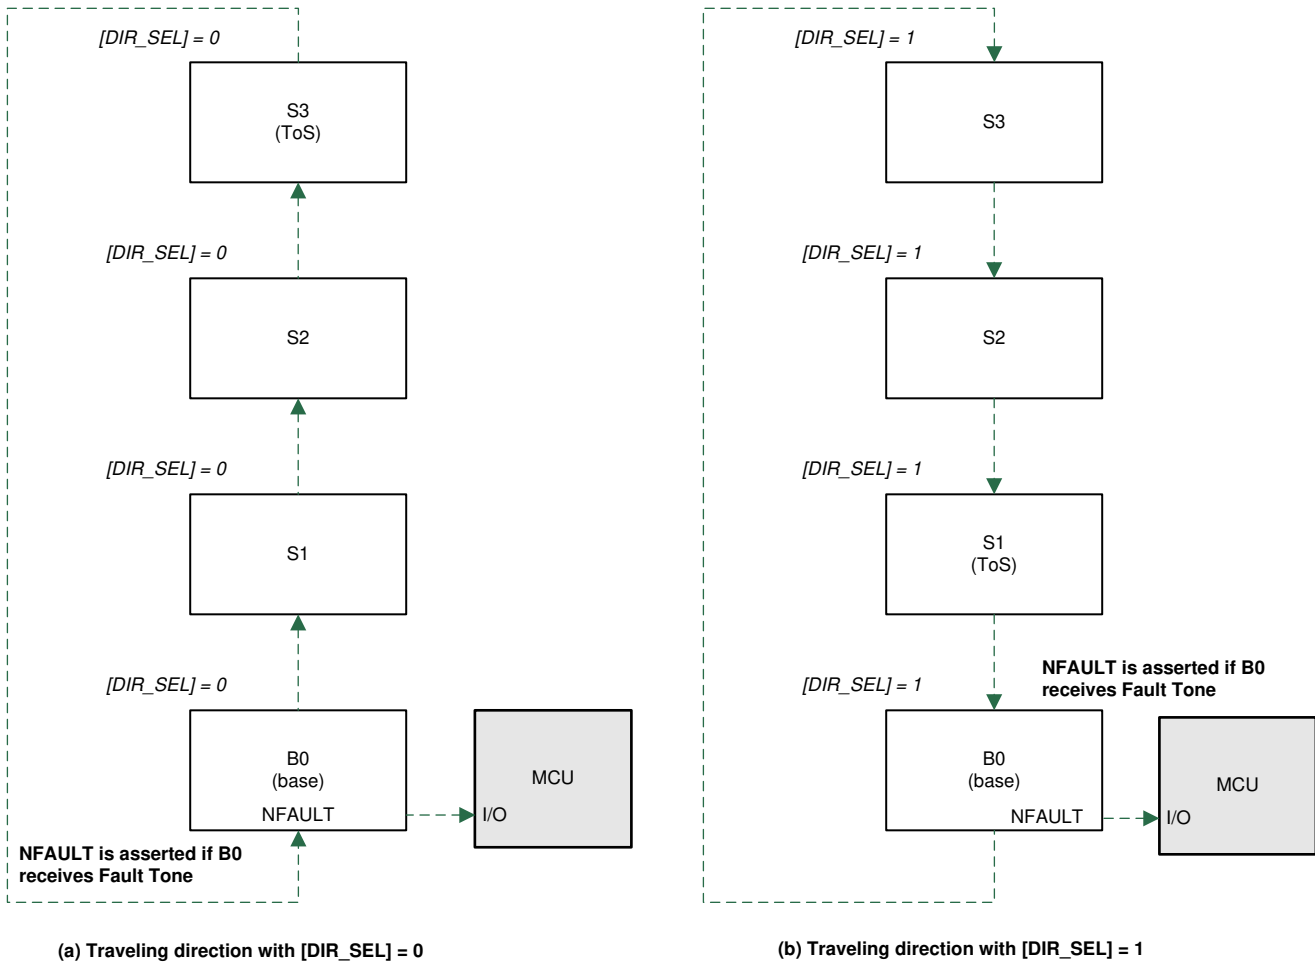 [DIR_SEL] = 0
S3
(ToS)
[DIR_SEL] = 0
S2
[DIR_SEL] = 0
S1
[DIR_SEL] = 0
B0
(base)
NFAULT
MCU
I/O
NFAULT is asserted if B0
receives Fault Tone
(a) Traveling direction with [DIR_SEL] = 0
[DIR_SEL] = 1
S3
[DIR_SEL] = 1
S2
[DIR_SEL] = 1
S1
(ToS)
NFAULT is asserted if B0
receives Fault Tone
[DIR_SEL] = 1
B0
(base)
NFAULT
MCU
I/O
(b) Traveling direction with [DIR_SEL] = 1